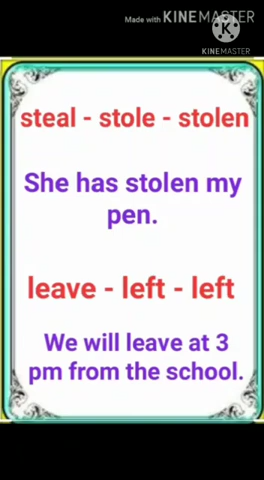 Made with KINEMASTER
KINEMASTER
steal - stole - stolen
She has stolen my
pen.
leave - left - left
We will leave at 3
pm from the school.